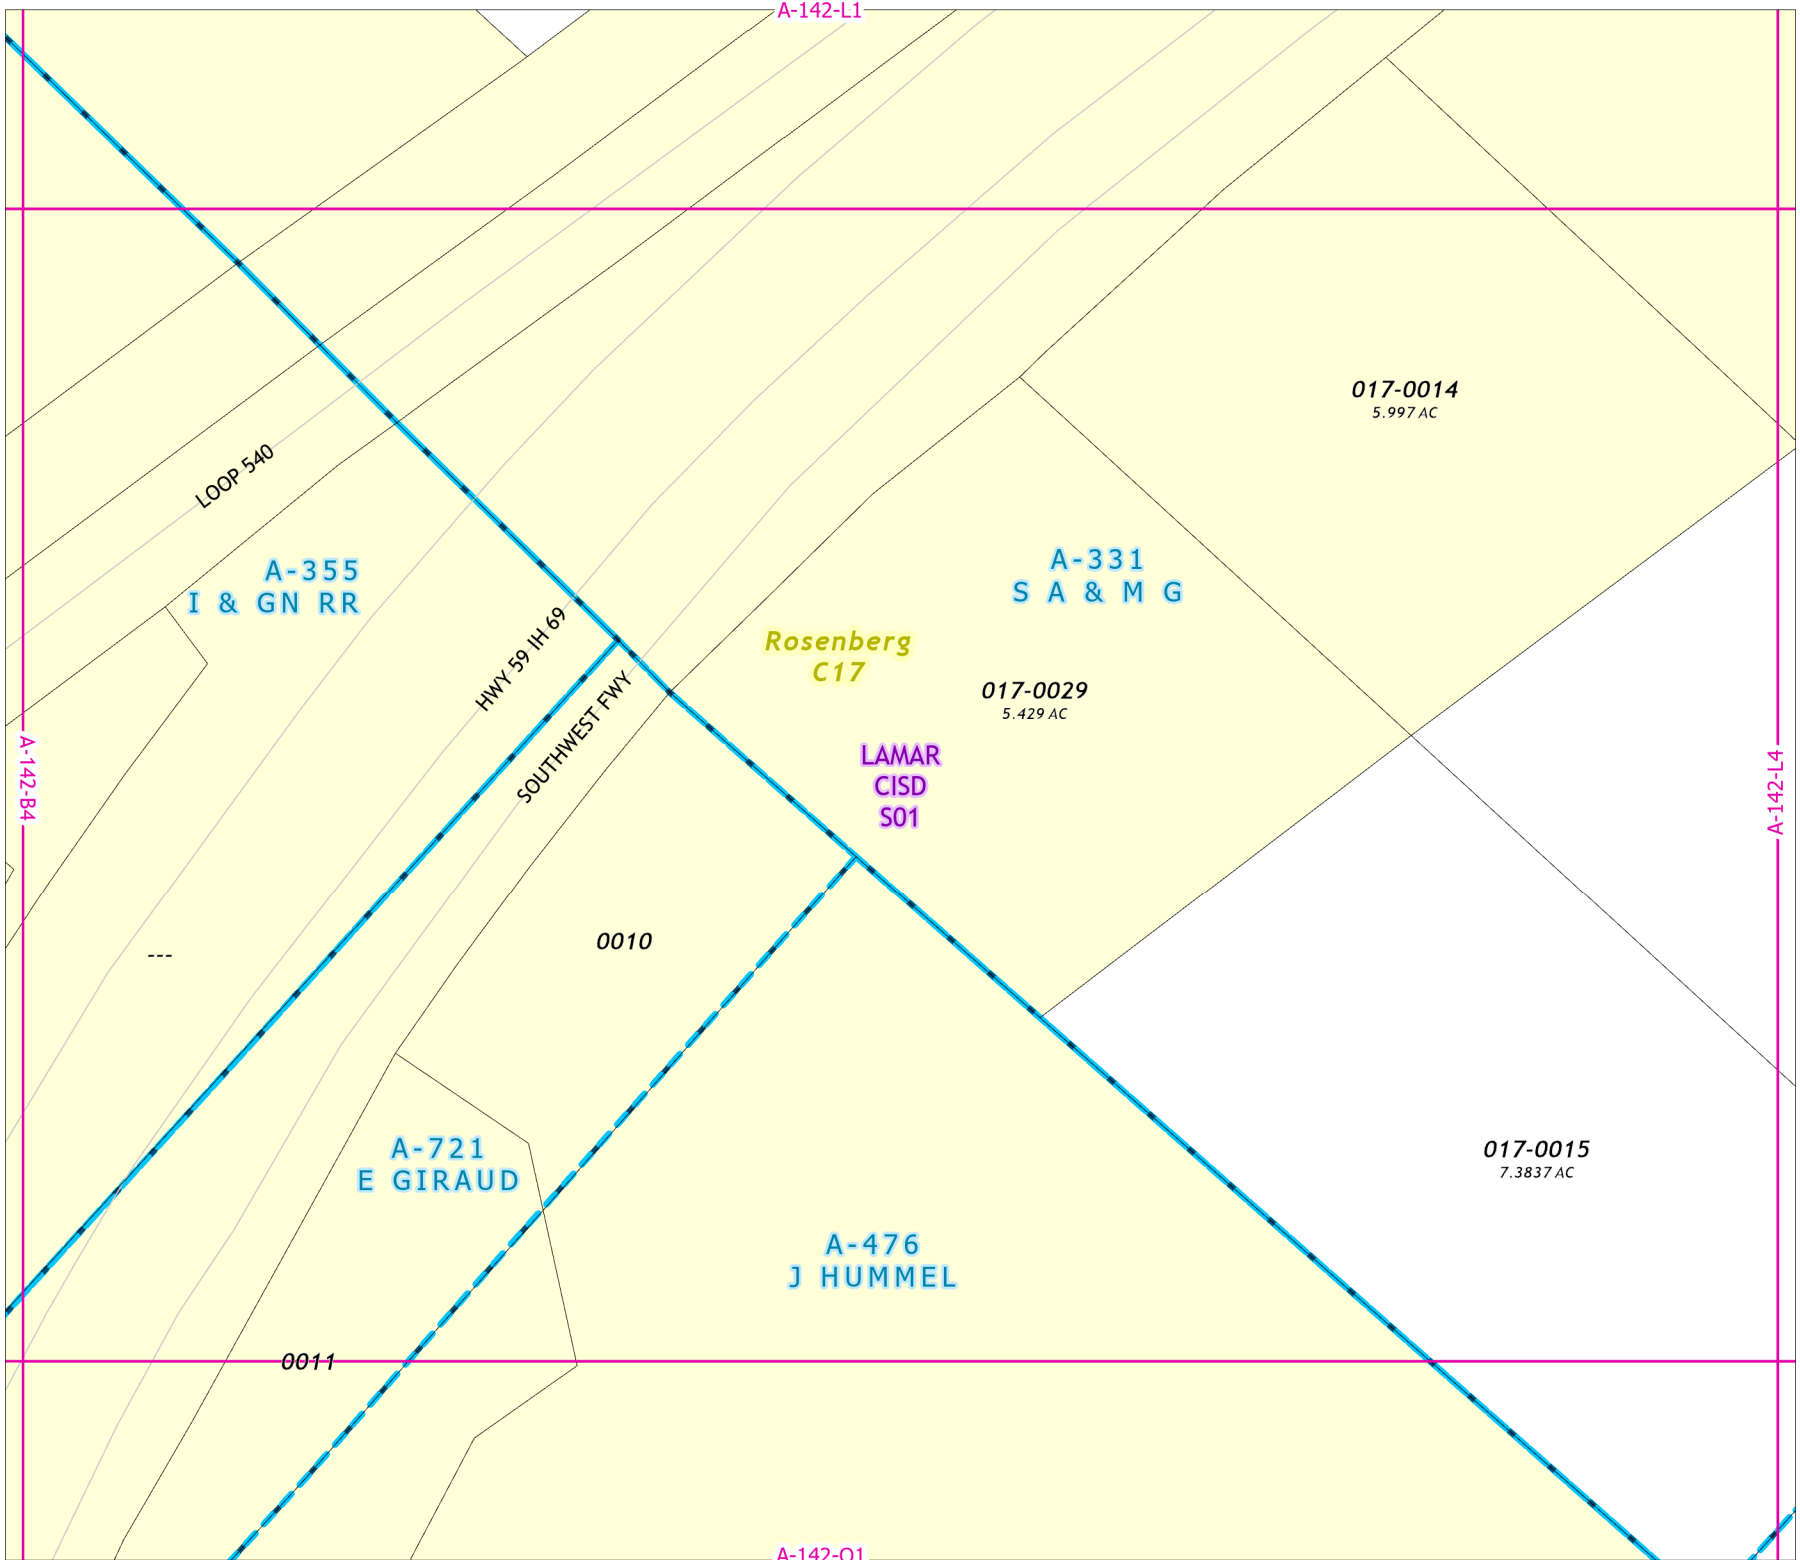 A-142-L1
017-0014
5.997 AC
LOOP 540
A-355
I & GN RR
A-331
S A & M G
HWY 59 IH 69
Rosenberg
C17
SOUTHWEST FWY
017-0029
5.429 AC
A-142-B4
A-142-L4
LAMAR
CISD
S01
0010
---
A-721
E GIRAUD
017-0015
7.3837 AC
A-476
J HUMMEL
0011
A-142-O1